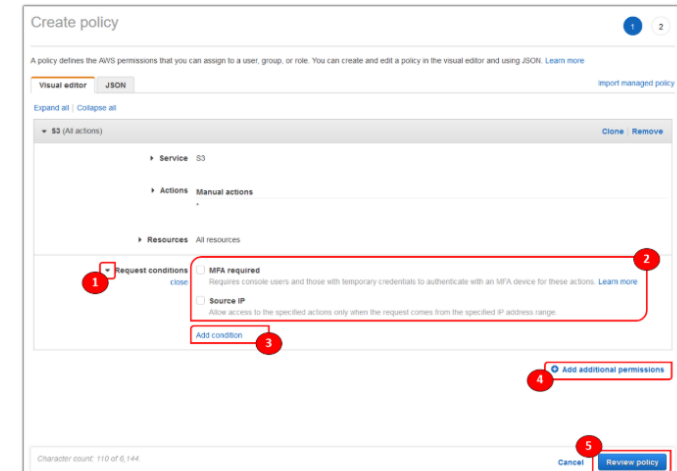 Create policy
1 2
A policy defines the AWS permissions that you can assign to a user, group, or role. You can create and edit a policy in the visual editor and using JSON. Learn more
Visual editor JSON Import managed policy
Expand all | Collapse all
S3 (All actions) Clone | Remove
Service S3
Actions Manual actions
*
Resources All resources
2
Request conditions MFA required
1 close Requires console users and those with temporary credentials to authenticate with an MFA device for these actions. Learn more
Source IP
Allow access to the specified actions only when the request comes from the specified IP address range.
Add condition
3
Add additional permissions
4
5
Character count: 110 of 6,144.
Cancel Review policy